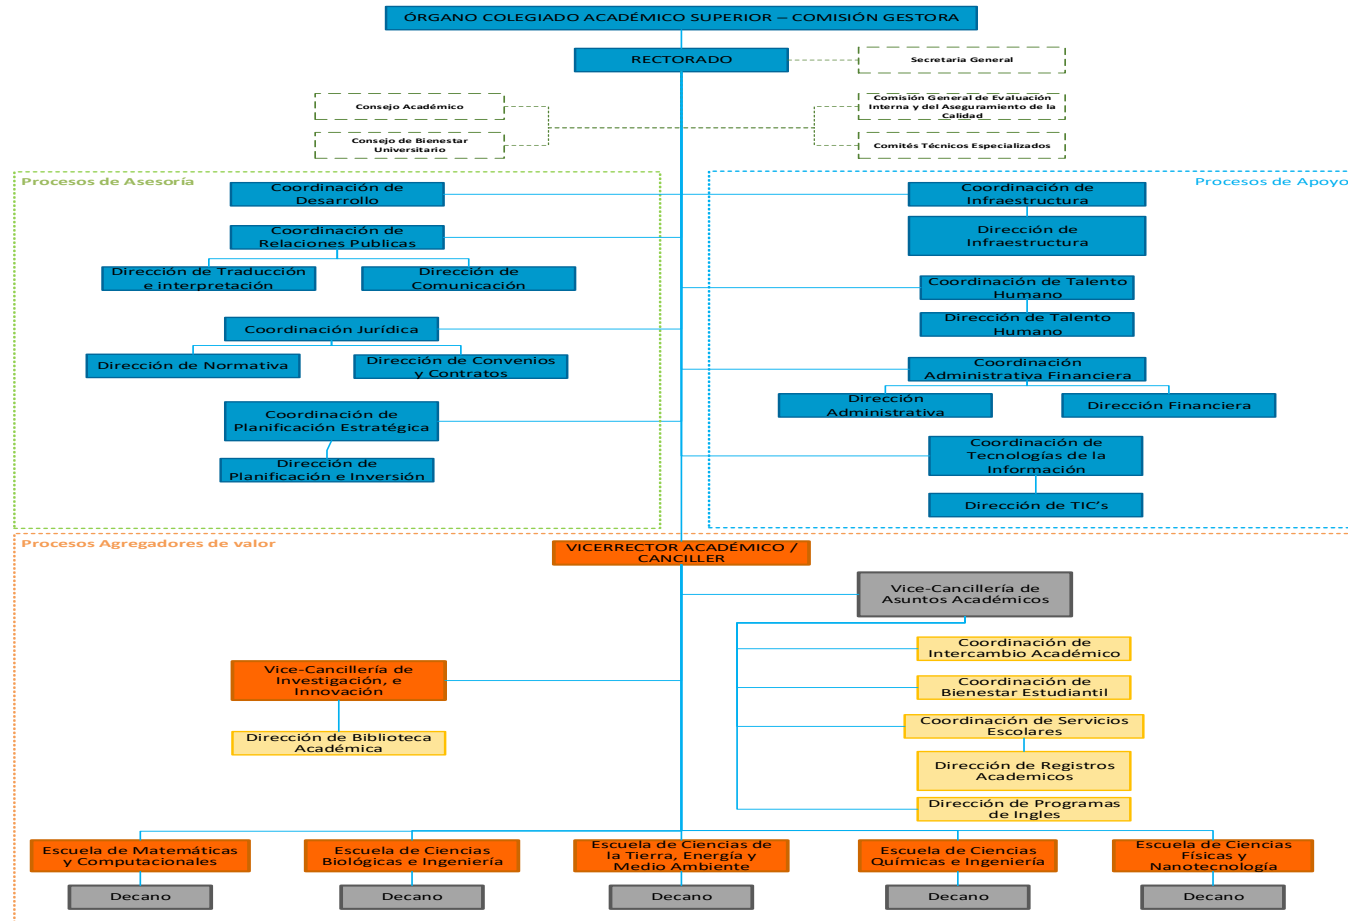 ÓRGANO COLEGIADO ACADÉMICO SUPERIOR – COMISIÓN GESTORA
RECTORADO
Secretaria General
Consejo Académico
Consejo de Bienestar
Universitario
Comisión General de Evaluación
Interna y del Aseguramiento de la
Calidad
Comités Técnicos Especializados
Procesos de Asesoría
Coordinación de
Desarrollo
Coordinación de
Relaciones Publicas
Dirección de Traducción
e interpretación
Dirección de
Comunicación
Coordinación Jurídica
Dirección de Normativa
Dirección de Convenios
y Contratos
Coordinación de
Planificación Estratégica
Dirección de
Planificación e Inversión
Procesos de Apoyo
Coordinación de
Infraestructura
Dirección de
Infraestructura
Coordinación de Talento
Humano
Dirección de Talento
Humano
Coordinación
Administrativa Financiera
Dirección
Administrativa
Dirección Financiera
Coordinación de
Tecnologías de la
Información
Dirección de TIC's
Procesos Agregadores de valor
VICERRECTOR ACADÉMICO /
CANCILLER
Vice-Cancillería de
Asuntos Académicos
Coordinación de
Intercambio Académico
Coordinación de
Bienestar Estudiantil
Coordinación de Servicios
Escolares
Dirección de Registros
Academicos
Dirección de Programas
de Ingles
Vice-Cancillería de
Investigación, e
Innovación
Dirección de Biblioteca
Académica
Escuela de Matemáticas
y Computacionales
Decano
Escuela de Ciencias
Biológicas e Ingeniería
Decano
Escuela de Ciencias de
la Tierra, Energía y
Medio Ambiente
Decano
Escuela de Ciencias
Químicas e Ingeniería
Decano
Escuela de Ciencias
Físicas y
Nanotecnología
Decano